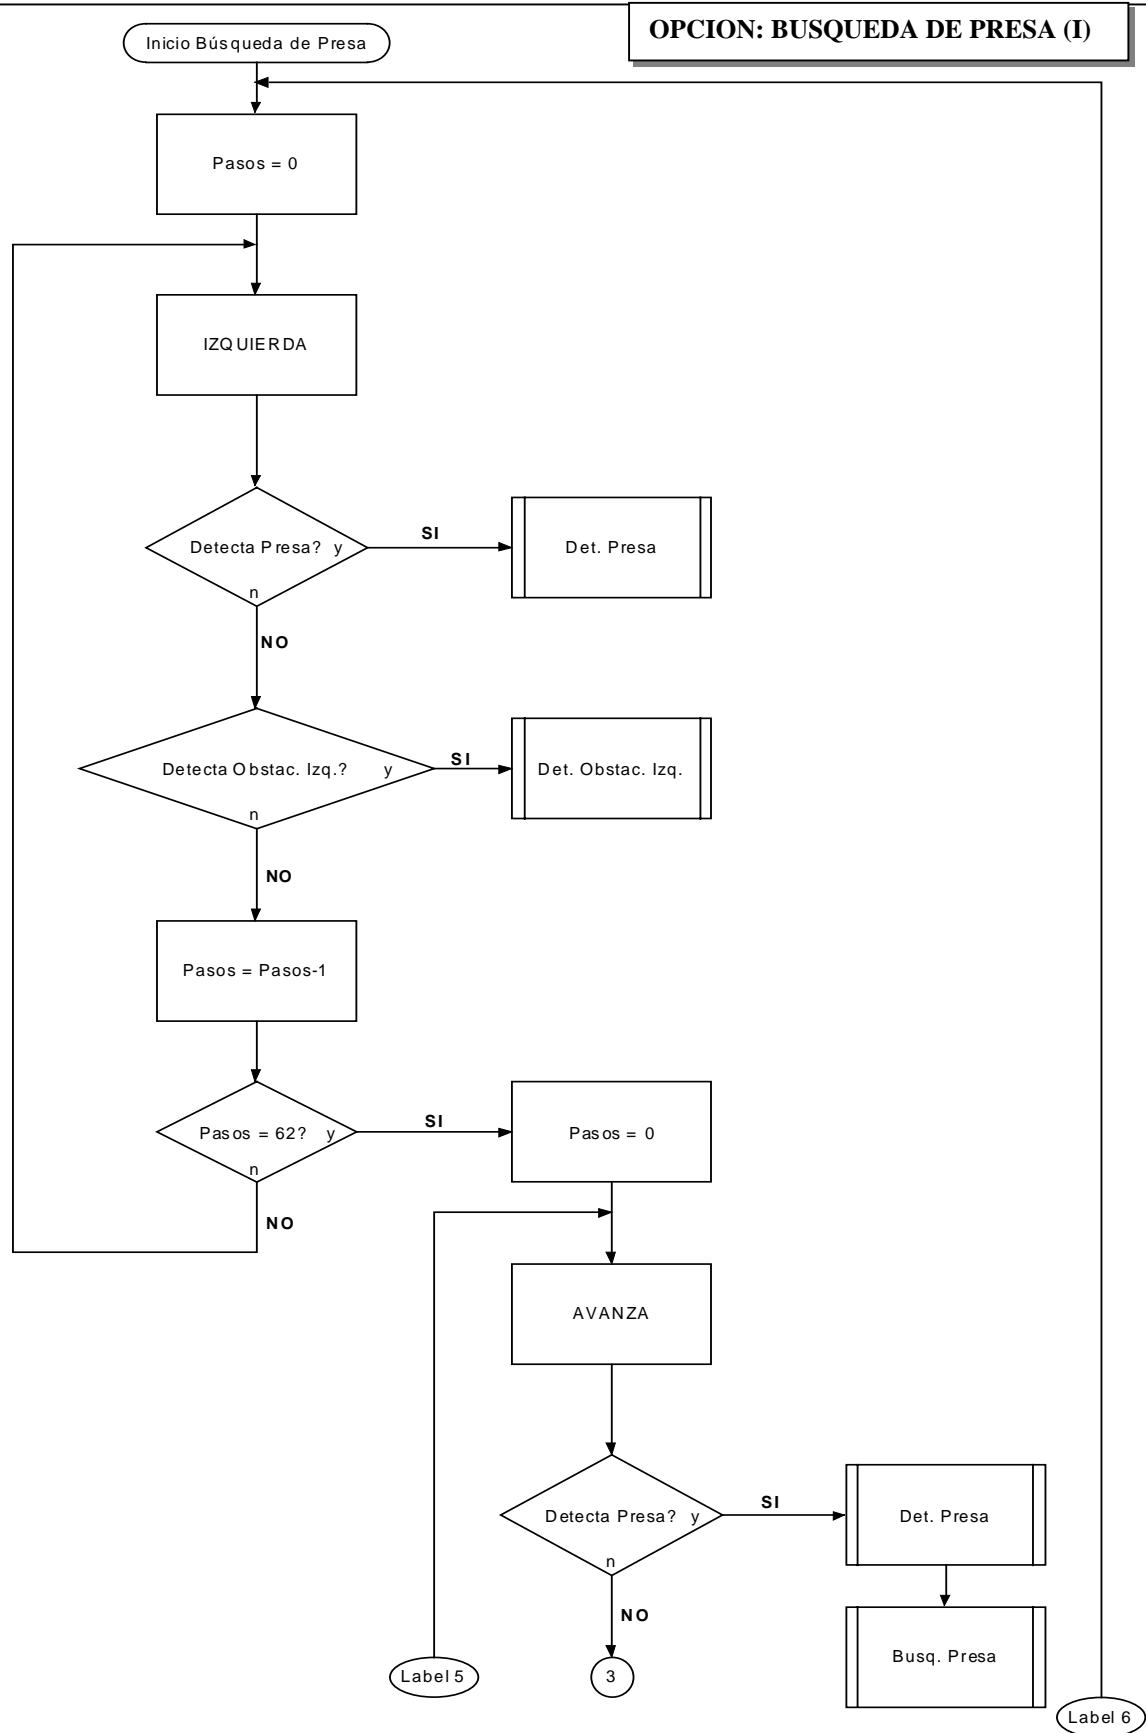 OPCION: BUSQUEDA DE PRESA (I)
Inicio Búsqueda de Presa
Pasos = 0
IZQUIERDA
Detecta Presa? y
n
SI
Det. Presa
NO
Detecta Obstac. Izq.? y
n
SI
Det. Obstac. Izq.
NO
Pasos = Pasos-1
Pasos = 62? y
n
SI
Pasos = 0
NO
AVANZA
Detecta Presa? y
n
SI
Det. Presa
NO
Busq. Presa
Label 5
3
Label 6